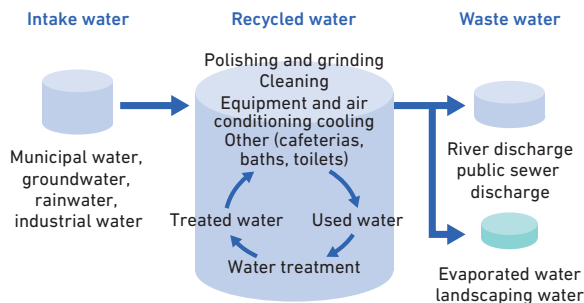 Intake water
Recycled water
Waste water
Polishing and grinding
Cleaning
Equipment and air
conditioning cooling
Other (cafeterias,
baths, toilets)
Municipal water,
groundwater,
rainwater,
industrial water
Treated water
Used water
Water treatment
River discharge
public sewer
discharge
Evaporated water
landscaping water